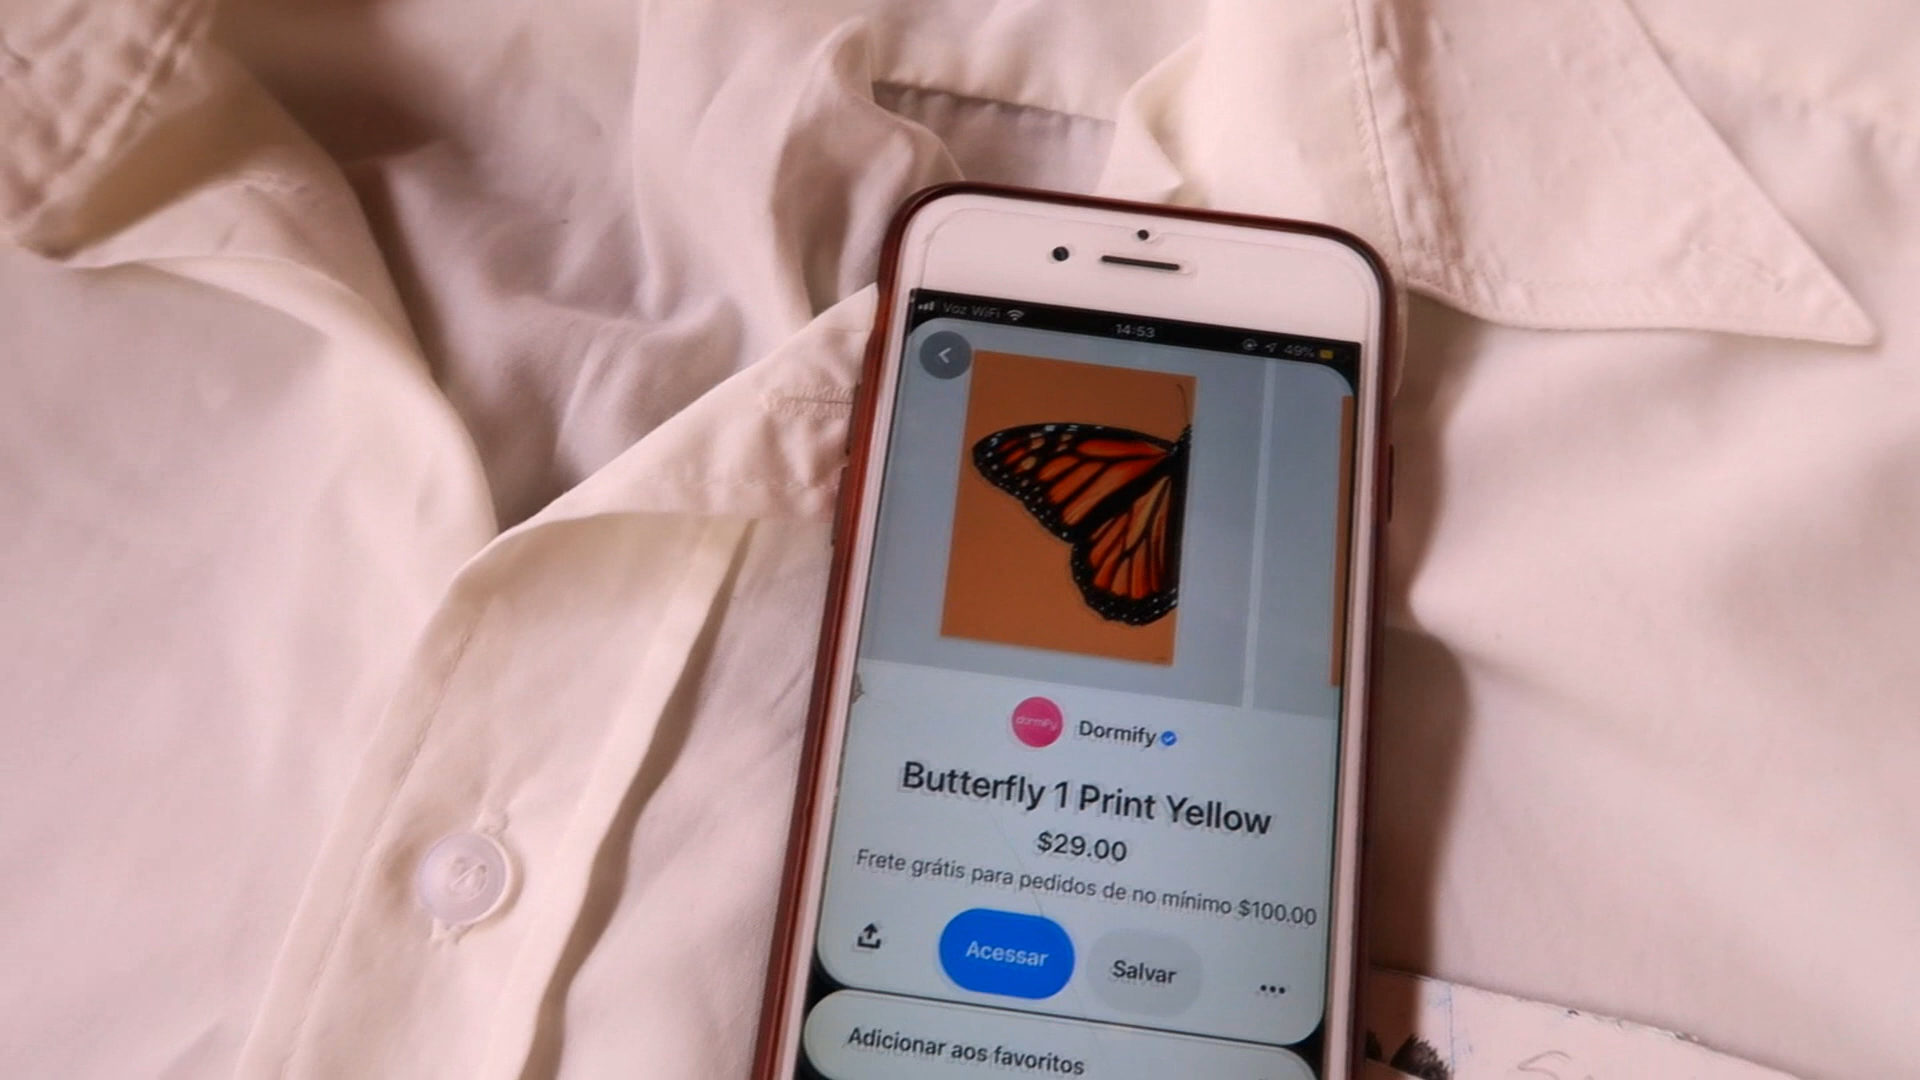 Voz WiFi 14:53 49%
dormify
Dormify
Butterfly 1 Print Yellow
$29.00
Frete grátis para pedidos de no mínimo $100.00
Acessar Salvar
Adicionar aos favoritos